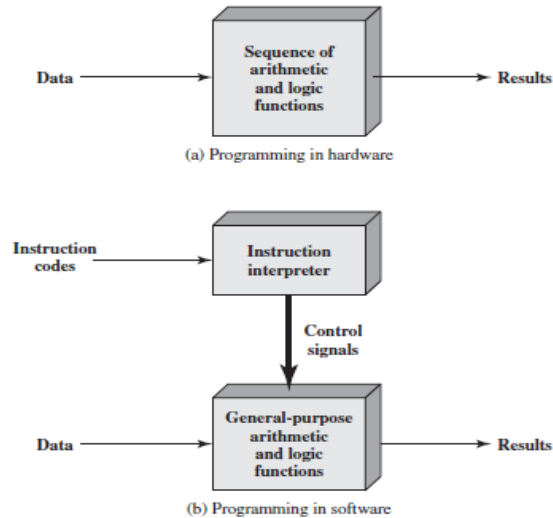 Sequence of
arithmetic
and logic
functions
Data
Results
(a) Programming in hardware
Instruction
codes
Instruction
interpreter
Control
signals
General-purpose
arithmetic
and logic
functions
Data
Results
(b) Programming in software